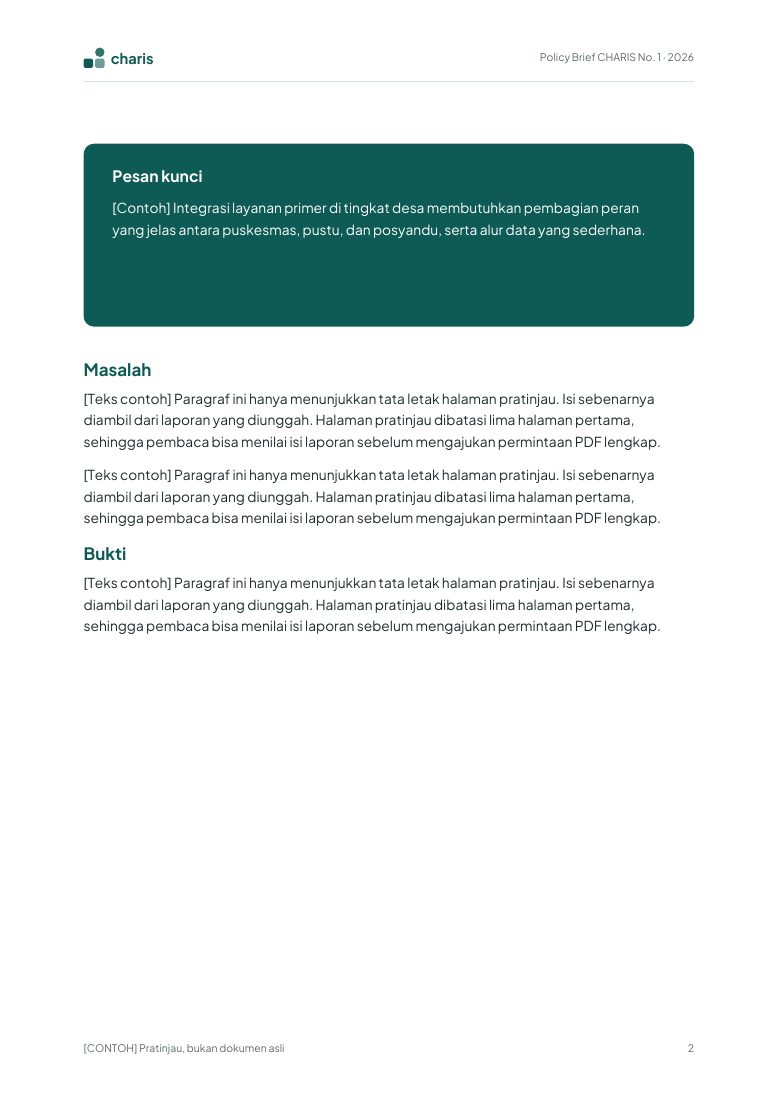 charis
Policy Brief CHARIS No. 1 · 2026
Pesan kunci
[Contoh] Integrasi layanan primer di tingkat desa membutuhkan pembagian peran
yang jelas antara puskesmas, pustu, dan posyandu, serta alur data yang sederhana.
Masalah
[Teks contoh] Paragraf ini hanya menunjukkan tata letak halaman pratinjau. Isi sebenarnya
diambil dari laporan yang diunggah. Halaman pratinjau dibatasi lima halaman pertama,
sehingga pembaca bisa menilai isi laporan sebelum mengajukan permintaan PDF lengkap.
[Teks contoh] Paragraf ini hanya menunjukkan tata letak halaman pratinjau. Isi sebenarnya
diambil dari laporan yang diunggah. Halaman pratinjau dibatasi lima halaman pertama,
sehingga pembaca bisa menilai isi laporan sebelum mengajukan permintaan PDF lengkap.
Bukti
[Teks contoh] Paragraf ini hanya menunjukkan tata letak halaman pratinjau. Isi sebenarnya
diambil dari laporan yang diunggah. Halaman pratinjau dibatasi lima halaman pertama,
sehingga pembaca bisa menilai isi laporan sebelum mengajukan permintaan PDF lengkap.
[CONTOH] Pratinjau, bukan dokumen asli
2